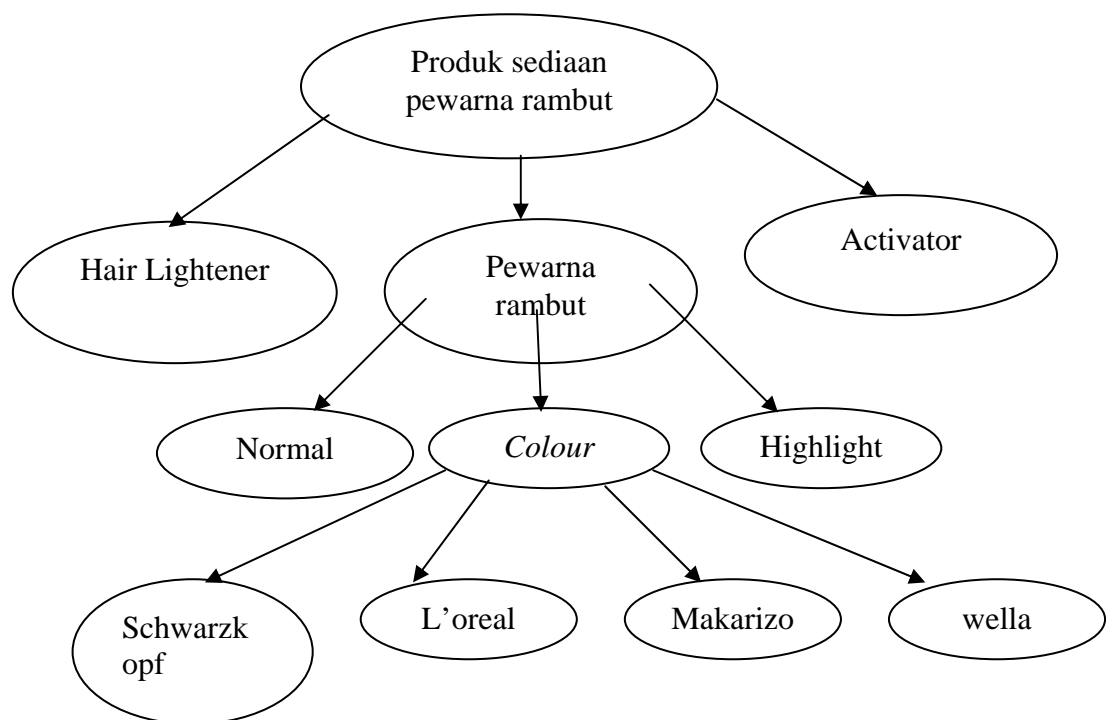 Produk sediaan
pewarna rambut
Hair Lightener
Pewarna
rambut
Activator
Normal
Colour
Highlight
Schwarzk
opf
L’oreal
Makarizo
wella